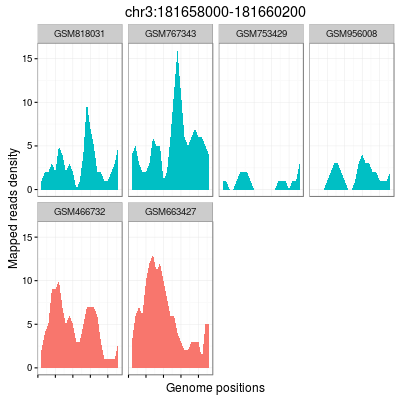 chr3:181658000-181660200
GSM818031 GSM767343 GSM753429 GSM956008
15
10
5
0
Mapped reads density
GSM466732 GSM663427
15
10
5
0
Genome positions